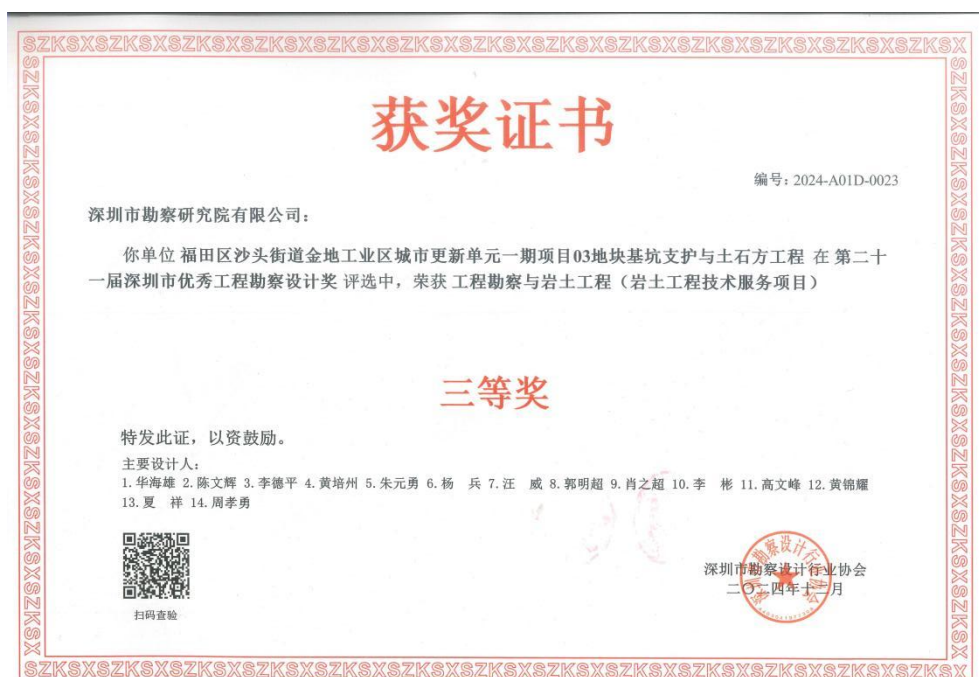 SZKSXSZKSXSZKSXSZKSXSZKSXSZKSXSZKSXSZKSXSZKSXSZKSXSZKSX
获奖证书
编号: 2024-A01D-0023
深圳市勘察研究院有限公司:
你单位 福田区沙头街道金地工业区城市更新单元一期项目03地块基坑支护与土石方工程 在 第二十
一届深圳市优秀工程勘察设计奖 评选中, 荣获 工程勘察与岩土工程 (岩土工程技术服务项目)
三等奖
特发此证, 以资鼓励。
主要设计人:
1.华海雄 2.陈文辉 3.李德平 4.黄培州 5.朱元勇 6.杨 兵 7.汪 威 8.郭明超 9.肖之超 10.李 彬 11.高文峰 12.黄锦耀
13.夏 祥 14.周孝勇
扫码查验
深圳市勘察设计行业协会
二〇二四年十二月